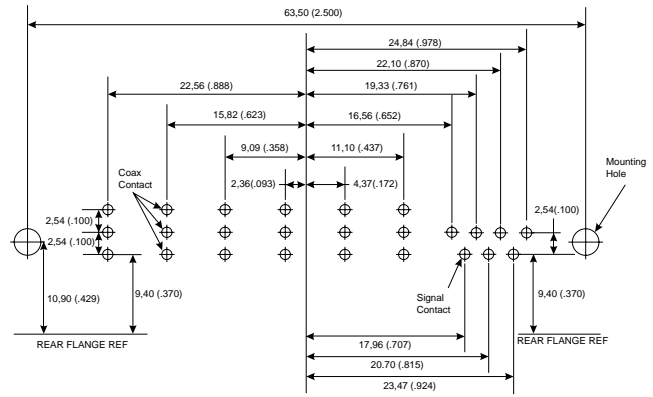 63,50 (2.500)
24,84 (.978)
22,10 (.870)
22,56 (.888)
19,33 (.761)
15,82 (.623)
16,56 (.652)
9,09 (.358)
11,10 (.437)
Mounting
Hole
Coax
Contact
2,36(.093)
4,37(.172)
2,54 (.100)
2,54(.100)
2,54 (.100)
10,90 (.429)
9,40 (.370)
Signal
Contact
9,40 (.370)
REAR FLANGE REF
17,96 (.707)
REAR FLANGE REF
20.70 (.815)
23,47 (.924)